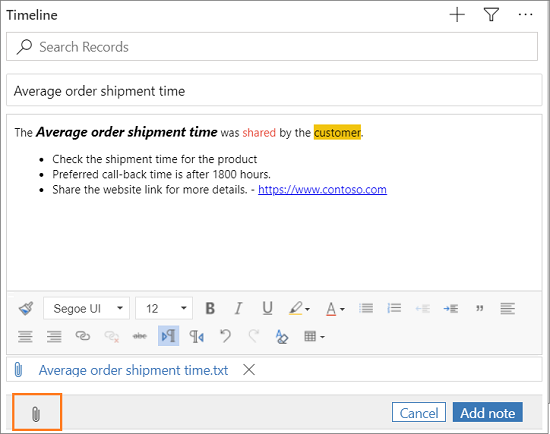 Timeline
Search Records
Average order shipment time
The Average order shipment time was shared by the customer.
• Check the shipment time for the product
• Preferred call-back time is after 1800 hours.
• Share the website link for more details. - https://www.contoso.com
Segoe UI 12 B I U A
abc
Average order shipment time.txt
Cancel Add note